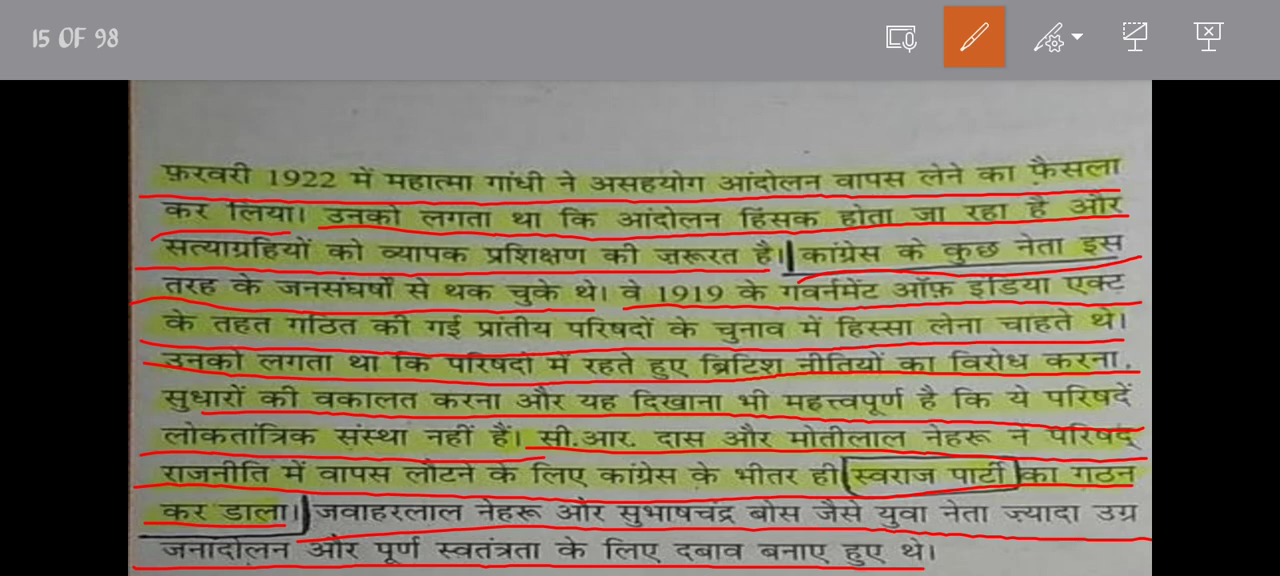 15 OF 98
फ़रवरी 1922 में महात्मा गांधी ने असहयोग आंदोलन वापस लेने का फैसला
कर लिया। उनको लगता था कि आंदोलन हिंसक होता जा रहा है और
सत्याग्रहियों को व्यापक प्रशिक्षण की ज़रूरत है। कांग्रेस के कुछ नेता इस
तरह के जनसंघर्षों से थक चुके थे। वे 1919 के गवर्नमेंट ऑफ़ इंडिया एक्ट
के तहत गठित की गई प्रांतीय परिषदों के चुनाव में हिस्सा लेना चाहते थे।
उनको लगता था कि परिषदों में रहते हुए ब्रिटिश नीतियों का विरोध करना,
सुधारों की वकालत करना और यह दिखाना भी महत्त्वपूर्ण है कि ये परिषदें
लोकतांत्रिक संस्था नहीं हैं। सी.आर. दास और मोतीलाल नेहरू ने परिषद्
राजनीति में वापस लौटने के लिए कांग्रेस के भीतर ही स्वराज पार्टी का गठन
कर डाला। जवाहरलाल नेहरू और सुभाषचंद्र बोस जैसे युवा नेता ज़्यादा उग्र
जनांदोलन और पूर्ण स्वतंत्रता के लिए दबाव बनाए हुए थे।